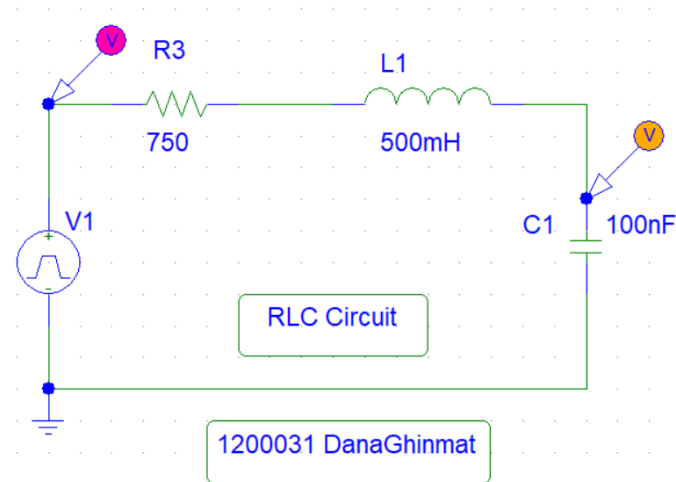 V
R3
L1
750
500mH
V
V1
C1
100nF
RLC Circuit
1200031 DanaGhinmat